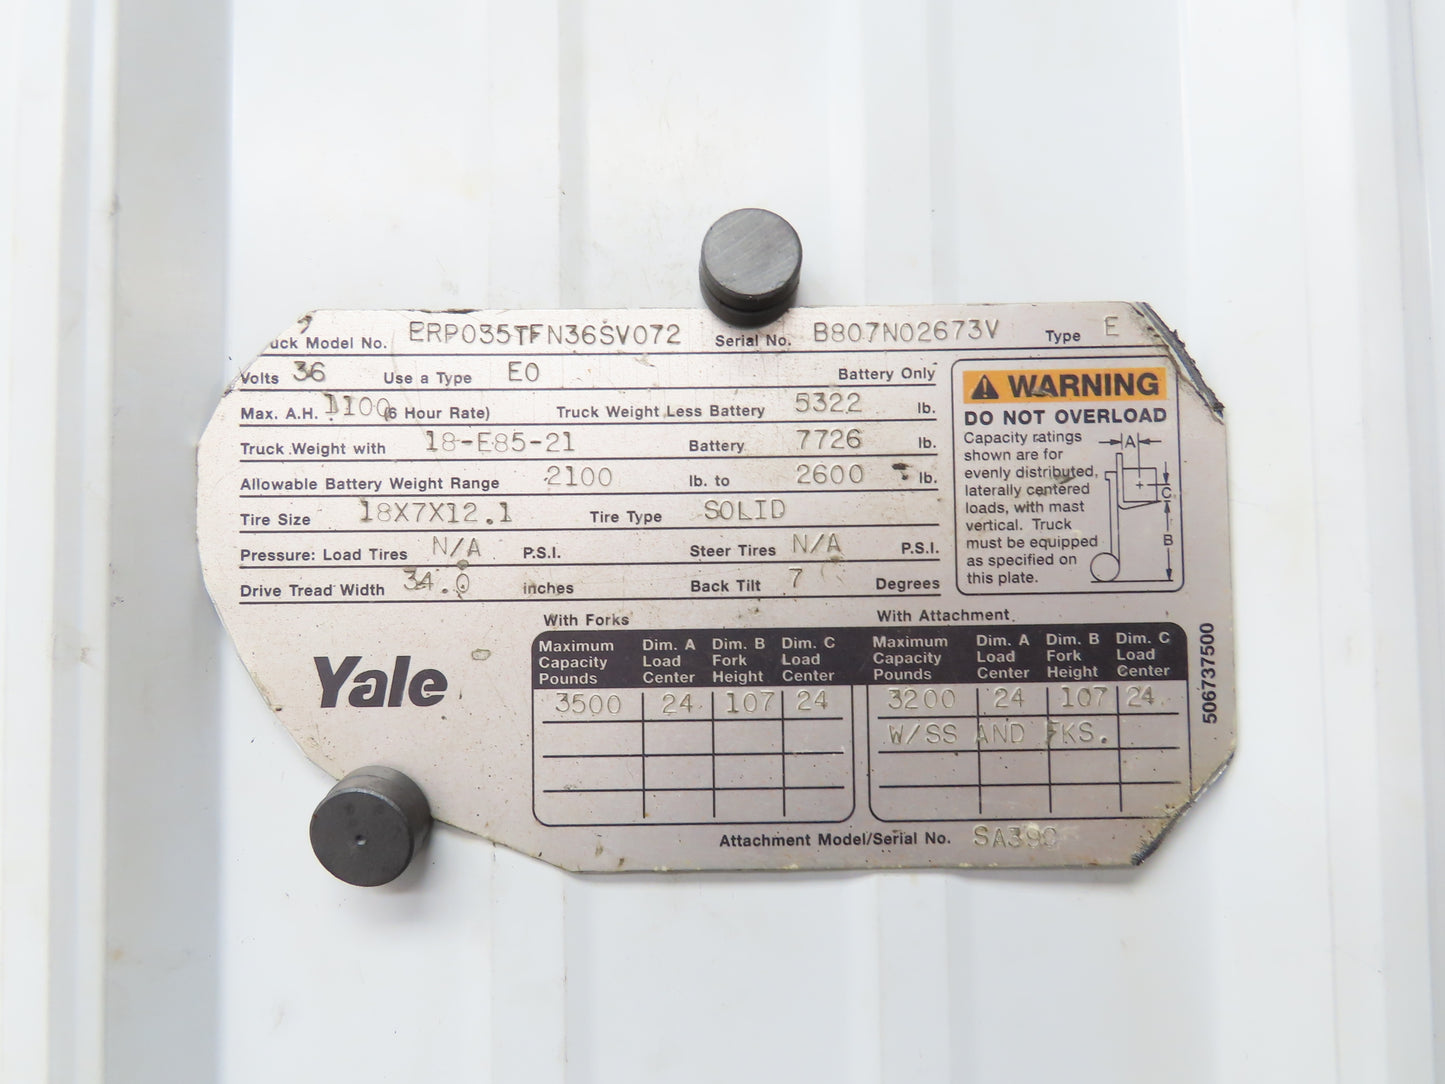 uck Model No. ERP035TFN36SV072 Serial No. B807N02673V Type E
Volts 36 Use a Type EO Battery Only
Max. A.H. 1100 (6 Hour Rate) Truck Weight Less Battery 5322 lb.
Truck Weight with 18-E85-21 Battery 7726 lb.
Allowable Battery Weight Range 2100 lb. to 2600 lb.
Tire Size 18X7X12.1 Tire Type SOLID
Pressure: Load Tires N/A P.S.I. Steer Tires N/A P.S.I.
Drive Tread Width 34.0 inches Back Tilt 7 Degrees
WARNING
DO NOT OVERLOAD
Capacity ratings
shown are for
evenly distributed,
laterally centered
loads, with mast
vertical. Truck
must be equipped
as specified on
this plate.
A
C
B
Yale
With Forks With Attachment
Maximum Dim. A Dim. B Dim. C Maximum Dim. A Dim. B Dim. C
Capacity Load Fork Load Capacity Load Fork Load
Pounds Center Height Center Pounds Center Height Center
3500 24 107 24 3200 24 107 24
W/SS AND FKS.
Attachment Model/Serial No. SA390
506737500